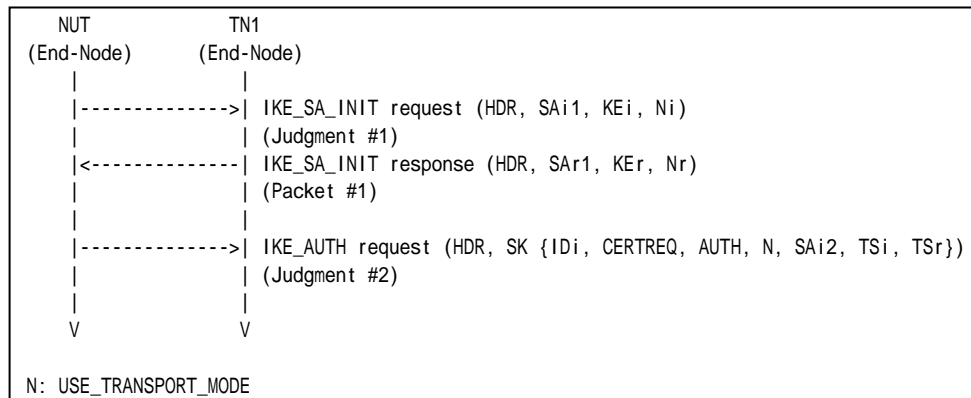 NUT TN1
(End-Node) (End-Node)
| |
|-------------->| IKE_SA_INIT request (HDR, SAi1, KEi, Ni)
| | (Judgment #1)
|<--------------| IKE_SA_INIT response (HDR, SAr1, KEr, Nr)
| | (Packet #1)
| |
|-------------->| IKE_AUTH request (HDR, SK {IDi, CERTREQ, AUTH, N, SAi2, TSi, TSr})
| | (Judgment #2)
| |
V V
N: USE_TRANSPORT_MODE